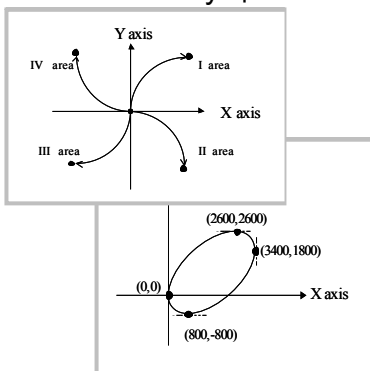 Y axis
IV area
I area
X axis
III area
II area
(2600,2600)
(3400,1800)
(0,0)
X axis
(800,-800)